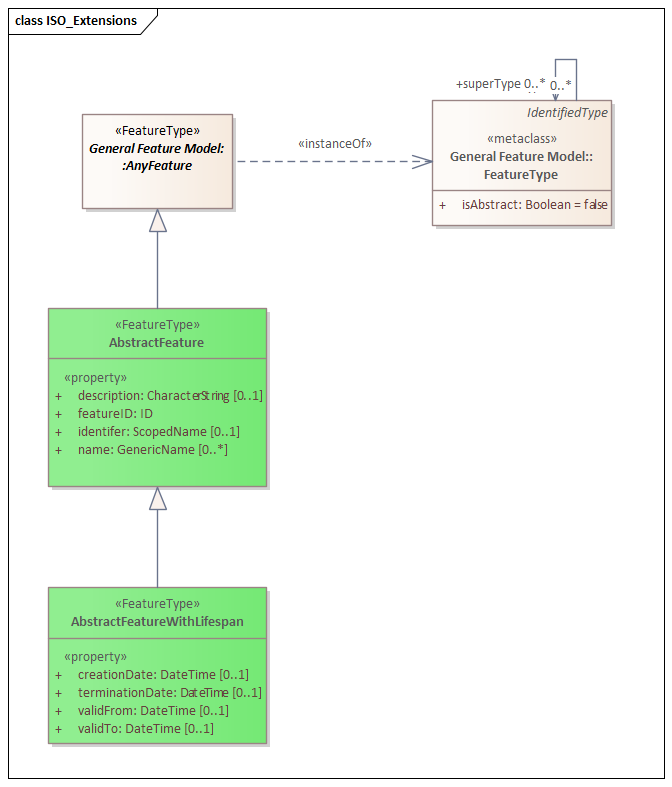 class ISO_Extensions
+superType 0..* 0..*
IdentifiedType
«metaclass»
General Feature Model::
FeatureType
+ isAbstract: Boolean = false
«FeatureType»
General Feature Model:
:AnyFeature
«instanceOf»
«FeatureType»
AbstractFeature
«property»
+ description: CharacterString [0..1]
+ featureID: ID
+ identifer: ScopedName [0..1]
+ name: GenericName [0..*]
«FeatureType»
AbstractFeatureWithLifespan
«property»
+ creationDate: DateTime [0..1]
+ terminationDate: DateTime [0..1]
+ validFrom: DateTime [0..1]
+ validTo: DateTime [0..1]